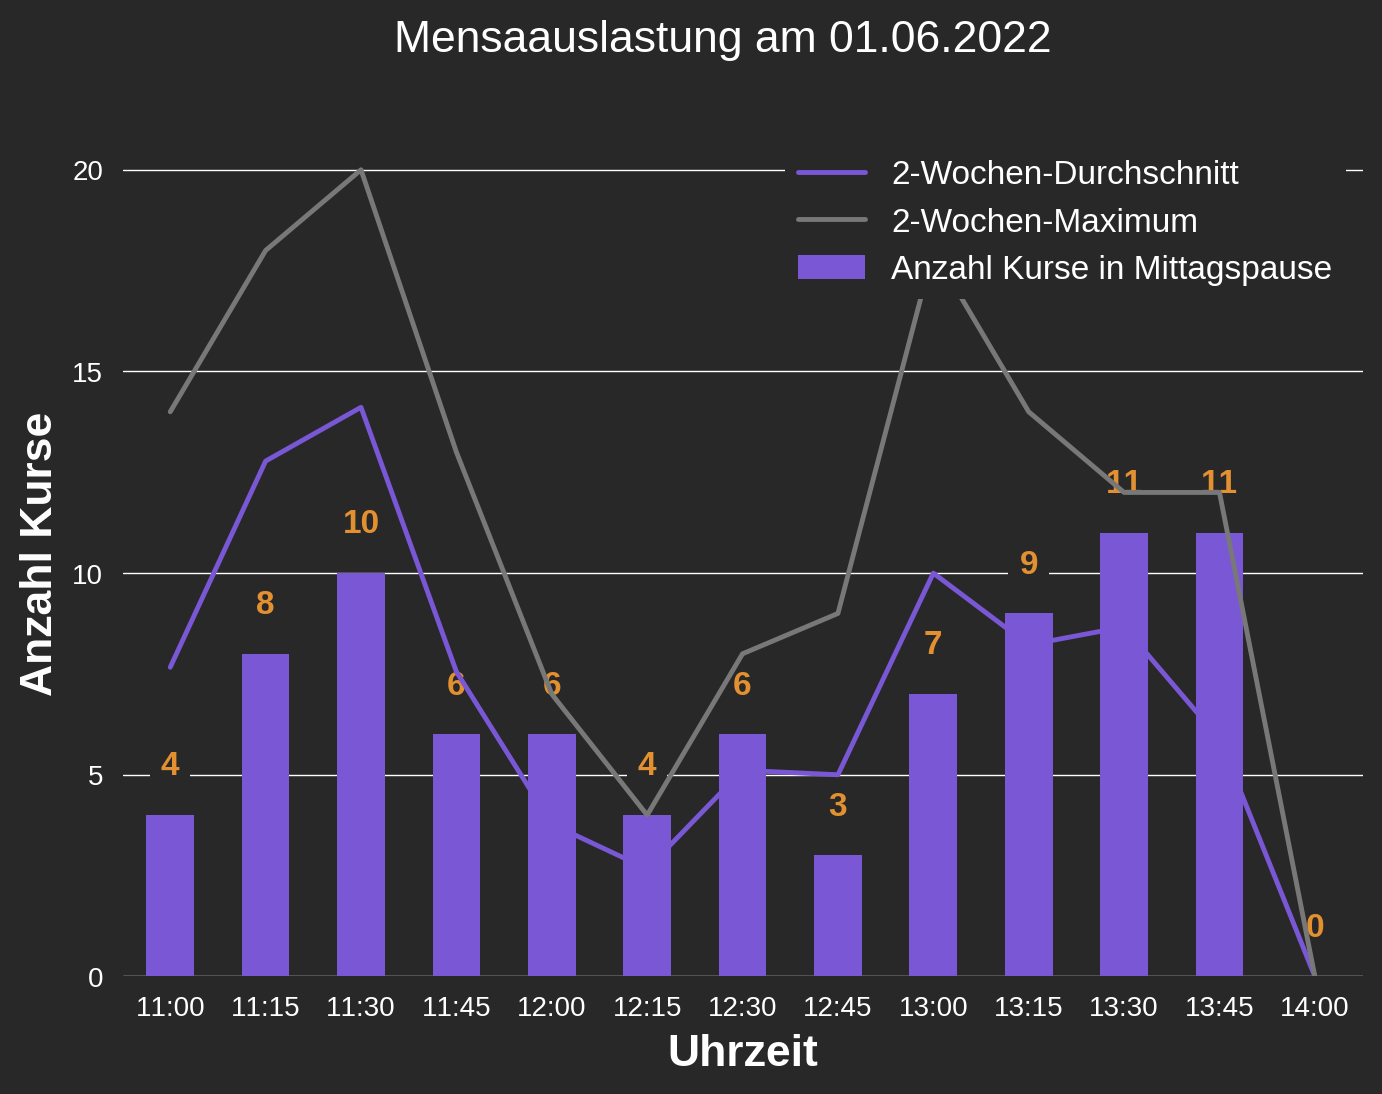 Mensaauslastung am 01.06.2022
2-Wochen-Durchschnitt
2-Wochen-Maximum
Anzahl Kurse in Mittagspause
Anzahl Kurse
20
15
10
5
0
4
8
10
6
6
4
6
3
7
9
11
11
0
11:00 11:15 11:30 11:45 12:00 12:15 12:30 12:45 13:00 13:15 13:30 13:45 14:00
Uhrzeit